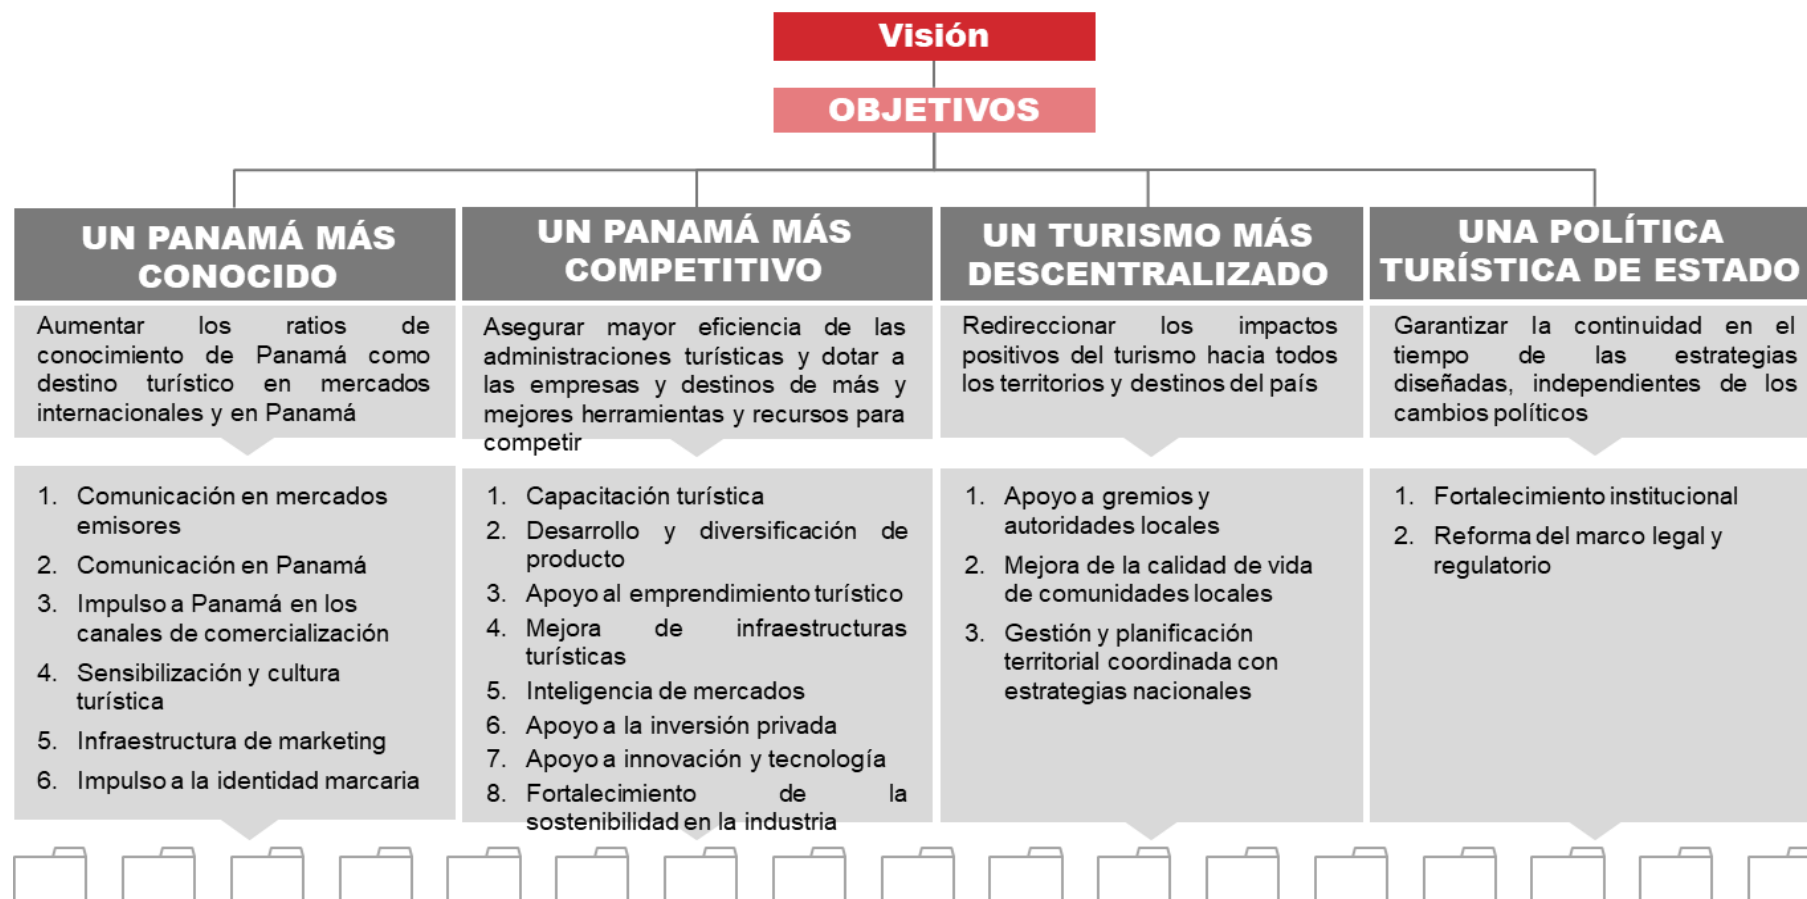 Visión
OBJETIVOS
UN PANAMÁ MÁS
CONOCIDO
Aumentar los ratios de
conocimiento de Panamá como
destino turístico en mercados
internacionales y en Panamá
1. Comunicación en mercados
emisores
2. Comunicación en Panamá
3. Impulso a Panamá en los
canales de comercialización
4. Sensibilización y cultura
turística
5. Infraestructura de marketing
6. Impulso a la identidad marcaria
UN PANAMÁ MÁS
COMPETITIVO
Asegurar mayor eficiencia de las
administraciones turísticas y dotar a
las empresas y destinos de más y
mejores herramientas y recursos para
competir
1. Capacitación turística
2. Desarrollo y diversificación de
producto
3. Apoyo al emprendimiento turístico
4. Mejora de infraestructuras
turísticas
5. Inteligencia de mercados
6. Apoyo a la inversión privada
7. Apoyo a innovación y tecnología
8. Fortalecimiento de la
sostenibilidad en la industria
UN TURISMO MÁS
DESCENTRALIZADO
Redireccionar los impactos
positivos del turismo hacia todos
los territorios y destinos del país
1. Apoyo a gremios y
autoridades locales
2. Mejora de la calidad de vida
de comunidades locales
3. Gestión y planificación
territorial coordinada con
estrategias nacionales
UNA POLÍTICA
TURÍSTICA DE ESTADO
Garantizar la continuidad en el
tiempo de las estrategias
diseñadas, independientes de los
cambios políticos
1. Fortalecimiento institucional
2. Reforma del marco legal y
regulatorio